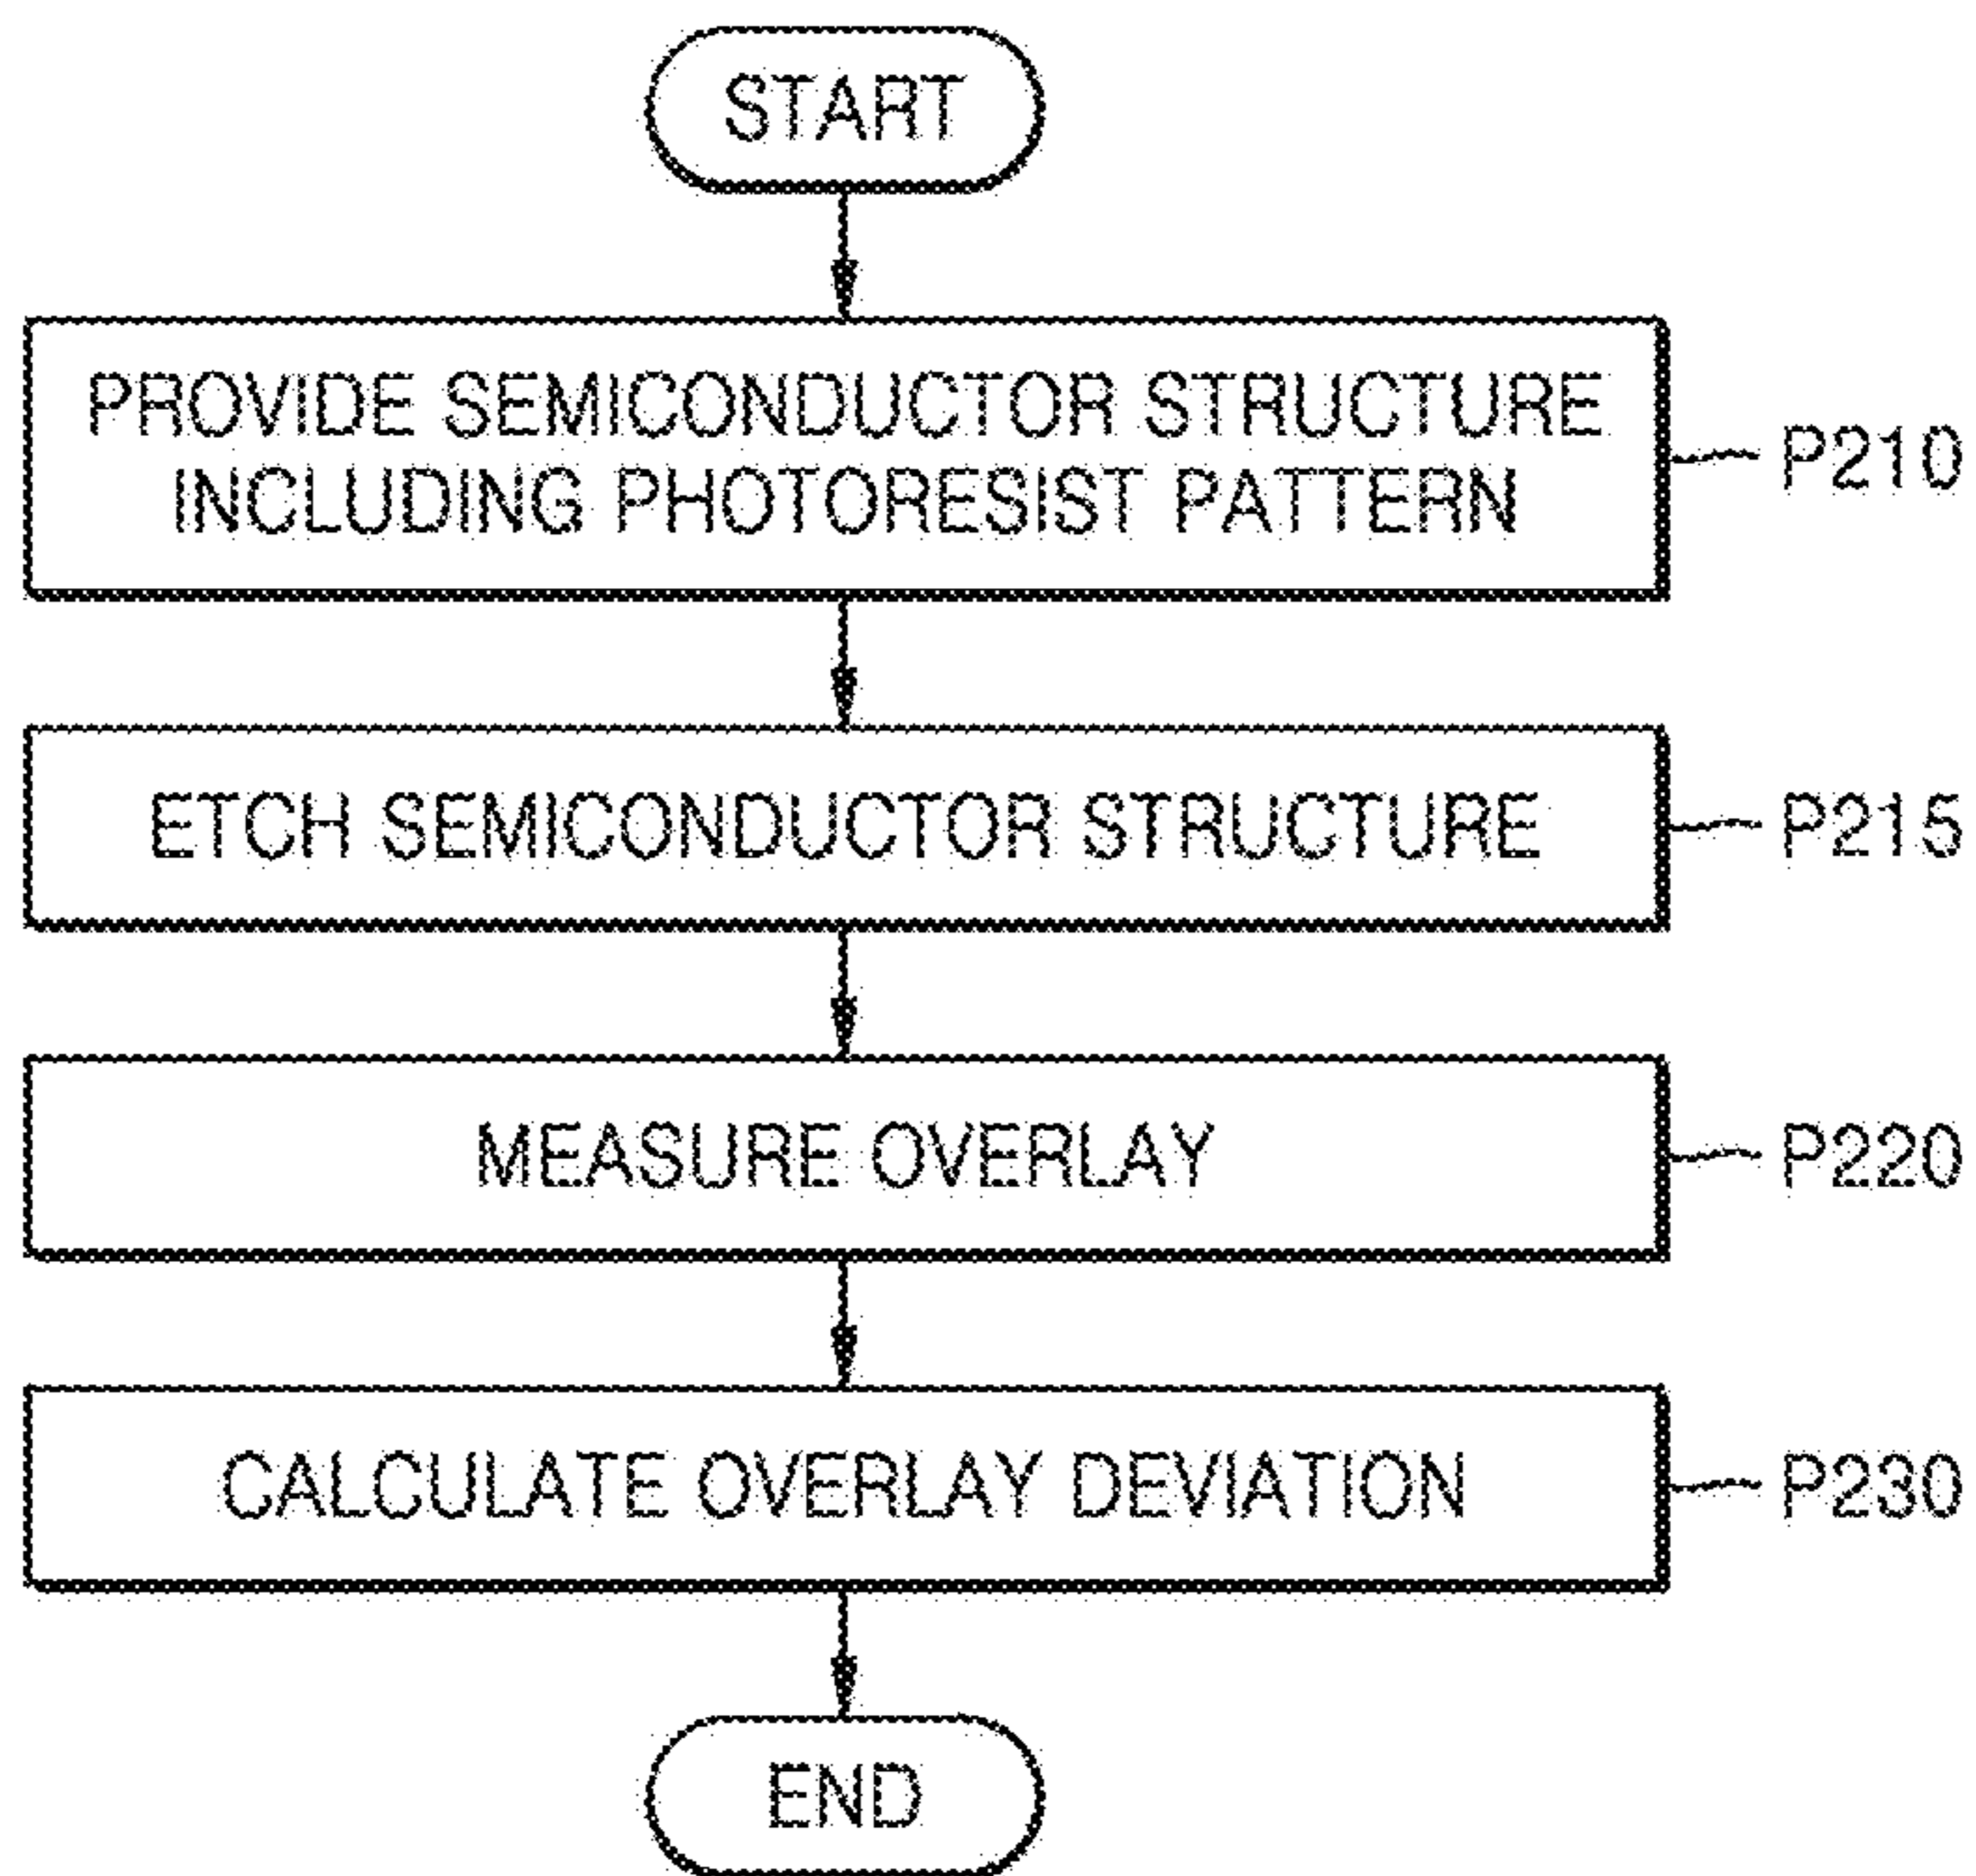 START
PROVIDE SEMICONDUCTOR STRUCTURE
INCLUDING PHOTORESIST PATTERN
P210
ETCH SEMICONDUCTOR STRUCTURE
P215
MEASURE OVERLAY
P220
CALCULATE OVERLAY DEVIATION
P230
END